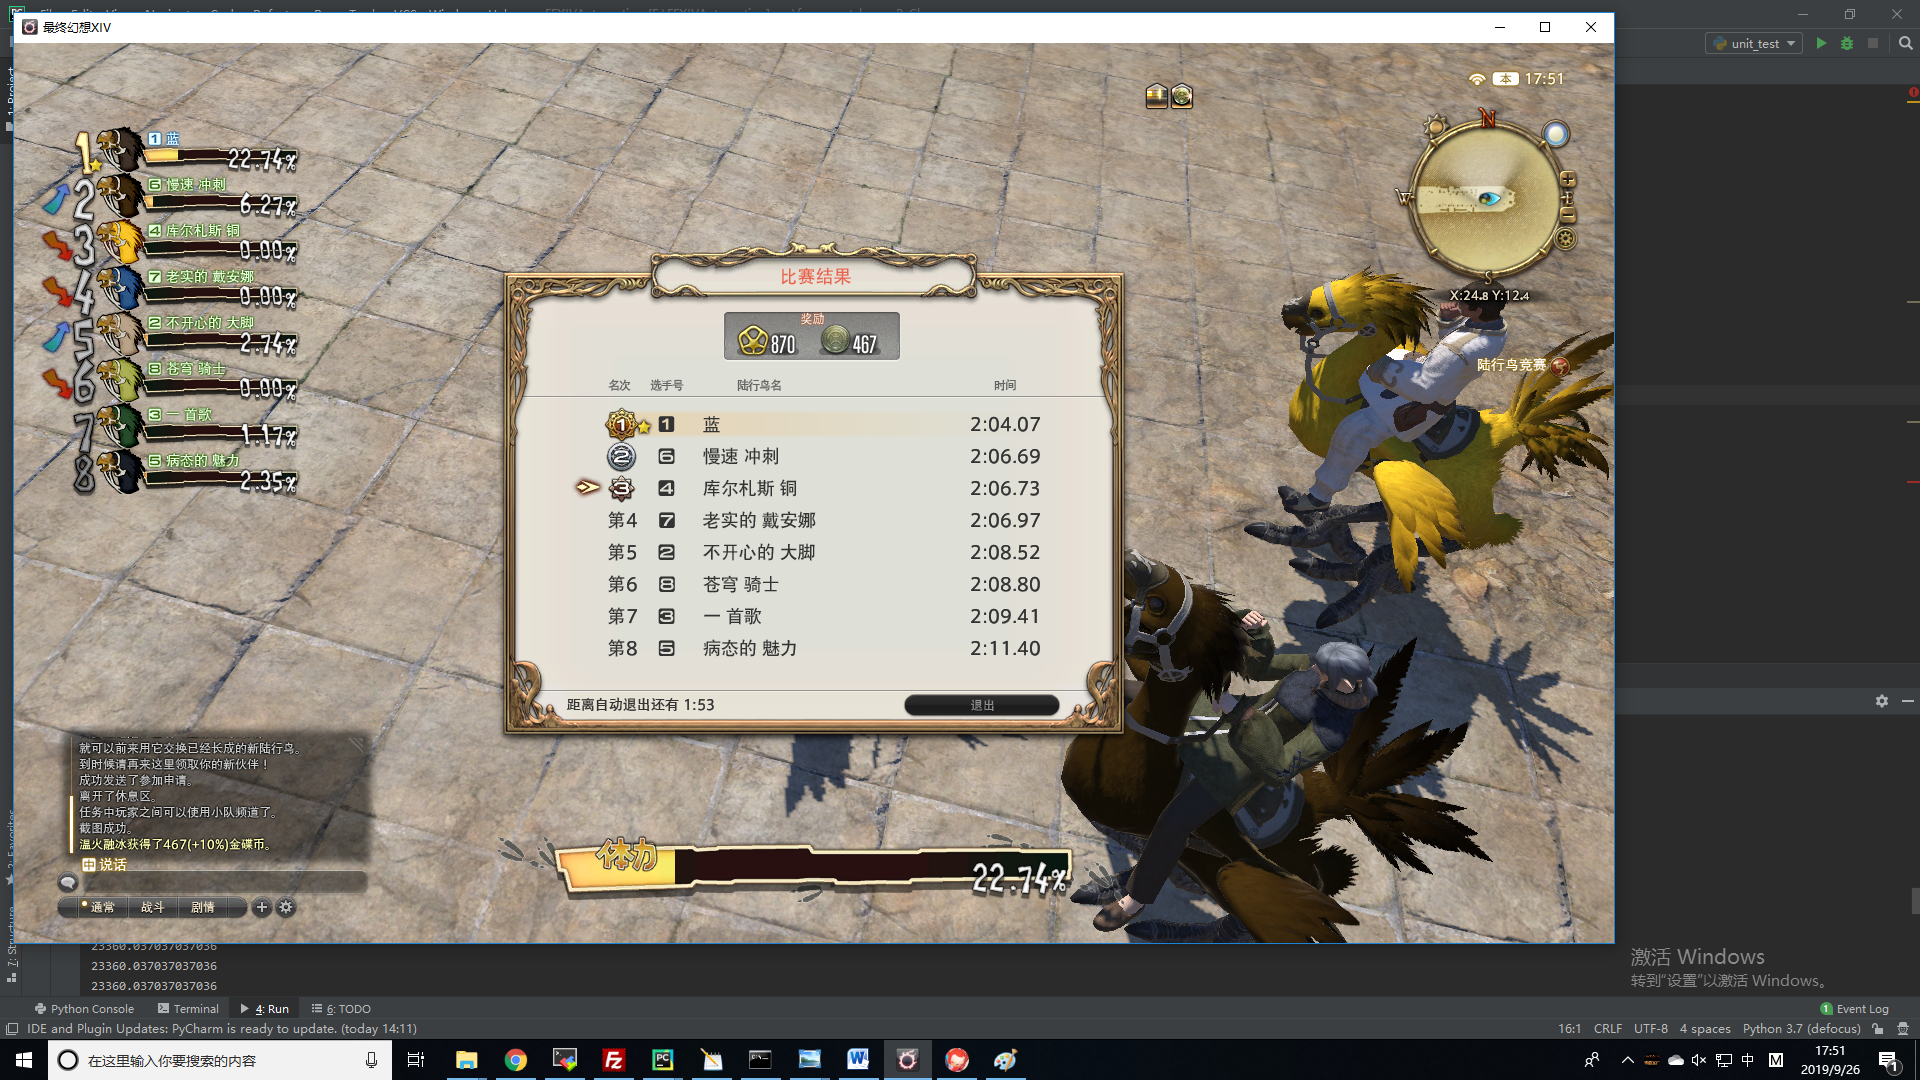 最终幻想XIV
unit_test
本 17:51
N
W
E
S
X:24.8 Y:12.4
陆行鸟竞赛
1 1 蓝
22.74%
2 6 慢速 冲刺
6.27%
3 4 库尔札斯 铜
0.00%
4 7 老实的 戴安娜
0.00%
5 2 不开心的 大脚
2.74%
6 8 苍穹 骑士
0.00%
7 3 一 首歌
1.17%
8 5 病态的 魅力
2.35%
比赛结果
奖励
870 467
名次 选手号 陆行鸟名 时间
1 1 蓝 2:04.07
2 6 慢速 冲刺 2:06.69
3 4 库尔札斯 铜 2:06.73
第4 7 老实的 戴安娜 2:06.97
第5 2 不开心的 大脚 2:08.52
第6 8 苍穹 骑士 2:08.80
第7 3 一 首歌 2:09.41
第8 5 病态的 魅力 2:11.40
距离自动退出还有 1:53 退出
就可以前来用它交换已经长成的新陆行鸟。
到时候请再来这里领取你的新伙伴！
成功发送了参加申请。
离开了休息区。
任务中玩家之间可以使用小队频道了。
截图成功。
温火融冰获得了467(+10%)金碟币。
中 说话
通常 战斗 剧情
体力
22.74%
23360.037037037036
23360.037037037036
23360.037037037036
激活 Windows
转到“设置”以激活 Windows。
Python Console Terminal 4: Run 6: TODO 1 Event Log
IDE and Plugin Updates: PyCharm is ready to update. (today 14:11) 16:1 CRLF UTF-8 4 spaces Python 3.7 (defocus)
在这里输入你要搜索的内容
中 M
17:51
2019/9/26
1